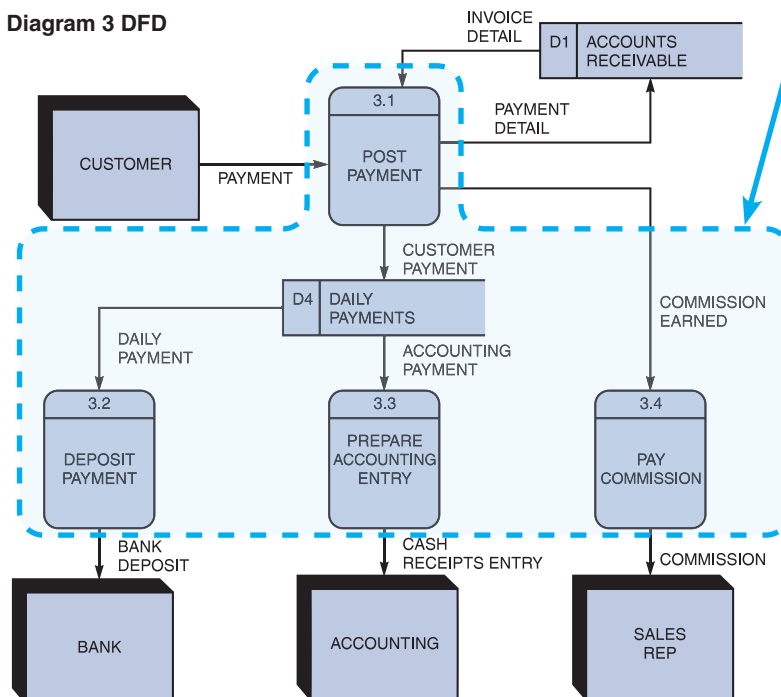 Diagram 3 DFD
INVOICE
DETAIL
D1
ACCOUNTS
RECEIVABLE
3.1
POST
PAYMENT
PAYMENT
DETAIL
CUSTOMER
PAYMENT
CUSTOMER
PAYMENT
D4
DAILY
PAYMENTS
COMMISSION
EARNED
DAILY
PAYMENT
ACCOUNTING
PAYMENT
3.2
DEPOSIT
PAYMENT
3.3
PREPARE
ACCOUNTING
ENTRY
3.4
PAY
COMMISSION
BANK
DEPOSIT
CASH
RECEIPTS ENTRY
COMMISSION
BANK
ACCOUNTING
SALES
REP